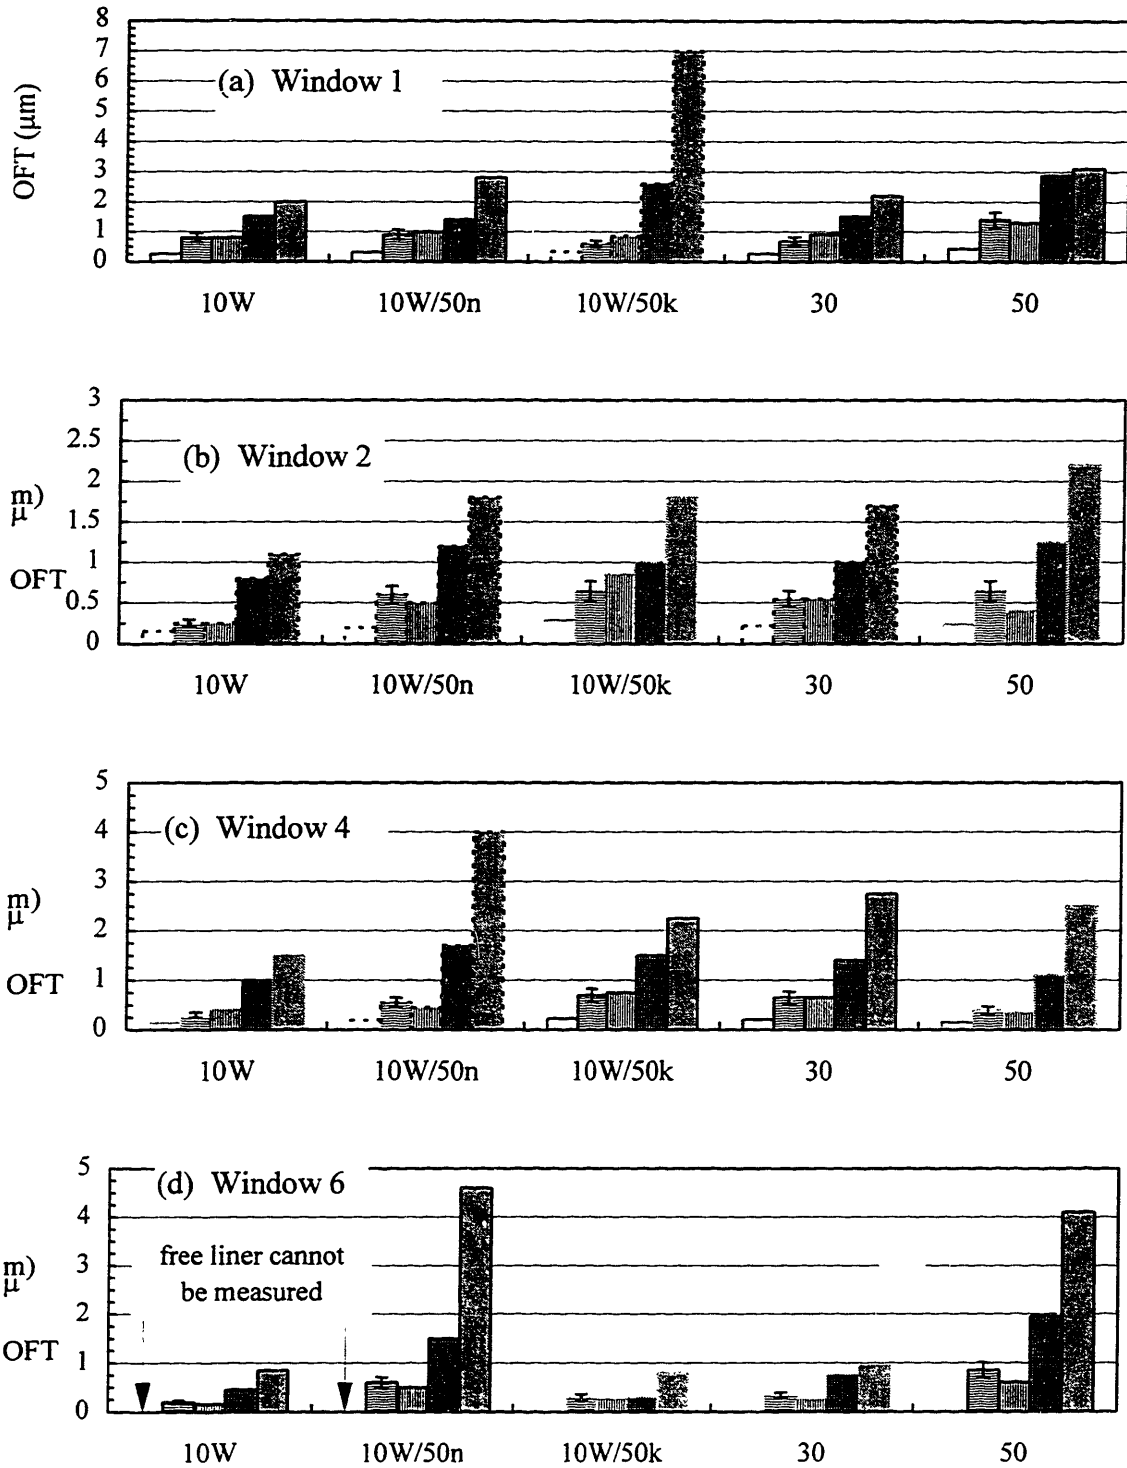 8
7
6
5
4
3
2
1
0
OFT (µm)
(a) Window 1
10W 10W/50n 10W/50k 30 50
3
2.5
2
1.5
1
0.5
0
m)
µ
OFT
(b) Window 2
10W 10W/50n 10W/50k 30 50
5
4
3
2
1
0
m)
µ
OFT
(c) Window 4
10W 10W/50n 10W/50k 30 50
5
4
3
2
1
0
m)
µ
OFT
(d) Window 6
free liner cannot
be measured
10W 10W/50n 10W/50k 30 50